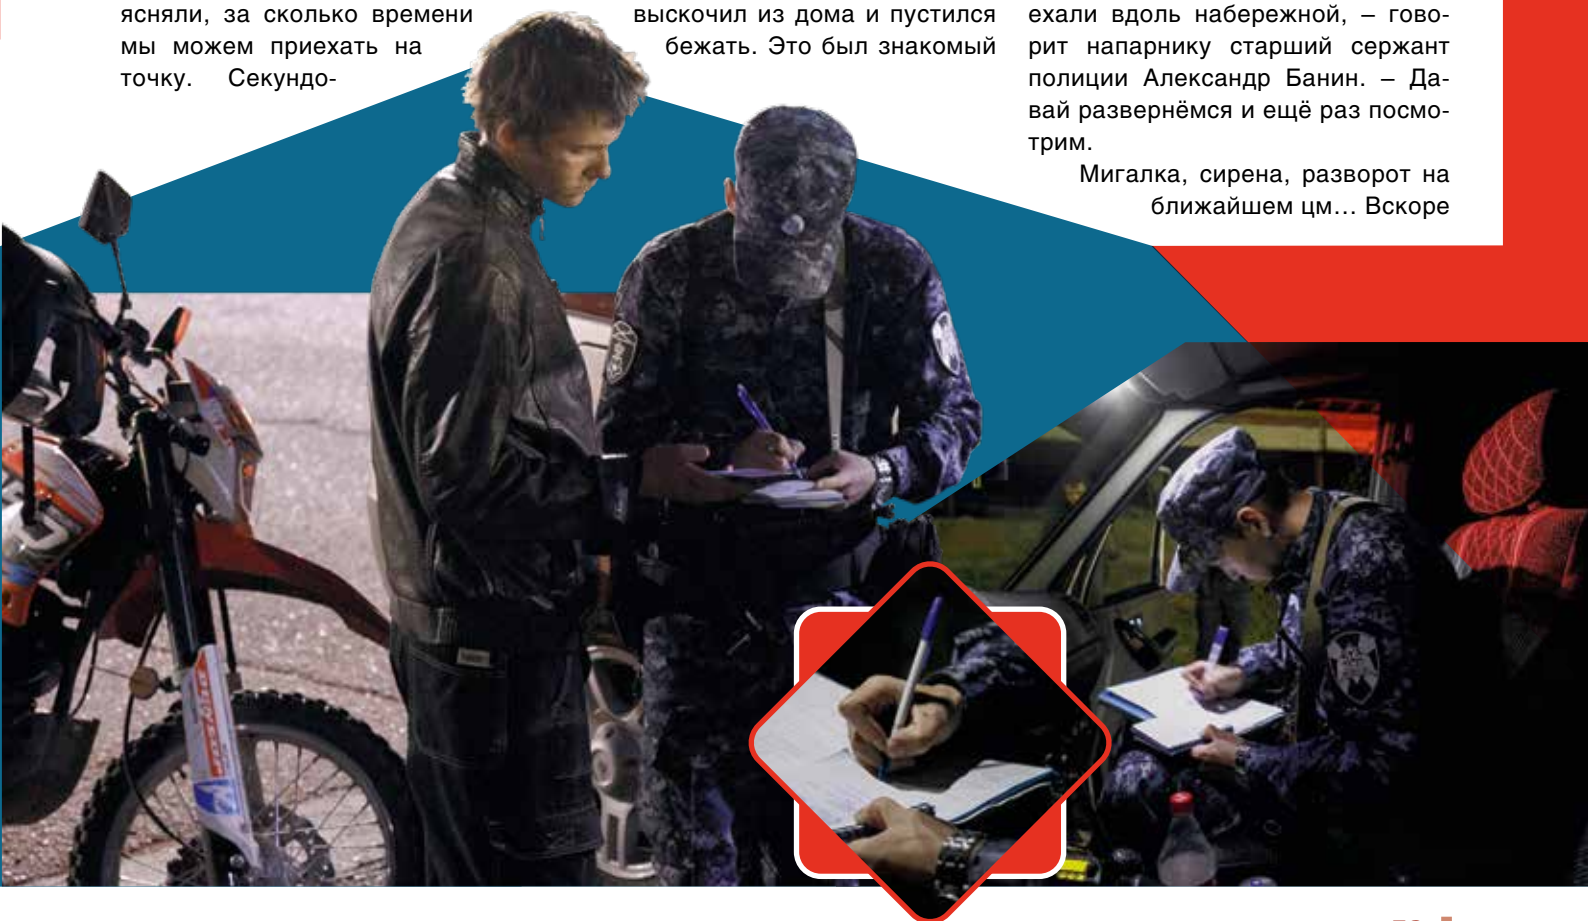 ясняли, за сколько времени
мы можем приехать на
точку. Секундо-
выскочил из дома и пустился
бежать. Это был знакомый
ехали вдоль набережной, – гово-
рит напарнику старший сержант
полиции Александр Банин. – Да-
вай развернёмся и ещё раз посмо-
трим.
Мигалка, сирена, разворот на
ближайшем цм... Вскоре